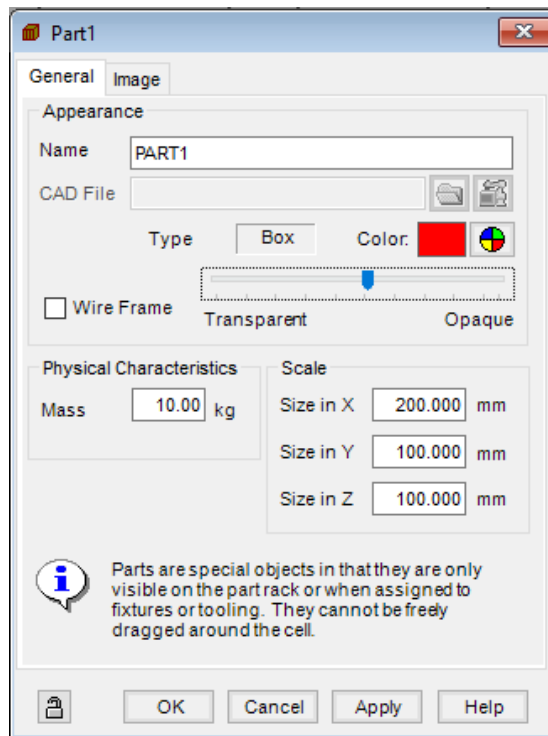 Part1
General Image
Appearance
Name PART1
CAD File
Type Box Color:
Wire Frame
Transparent Opaque
Physical Characteristics
Mass 10.00 kg
Scale
Size in X 200.000 mm
Size in Y 100.000 mm
Size in Z 100.000 mm
Parts are special objects in that they are only
visible on the part rack or when assigned to
fixtures or tooling. They cannot be freely
dragged around the cell.
OK Cancel Apply Help